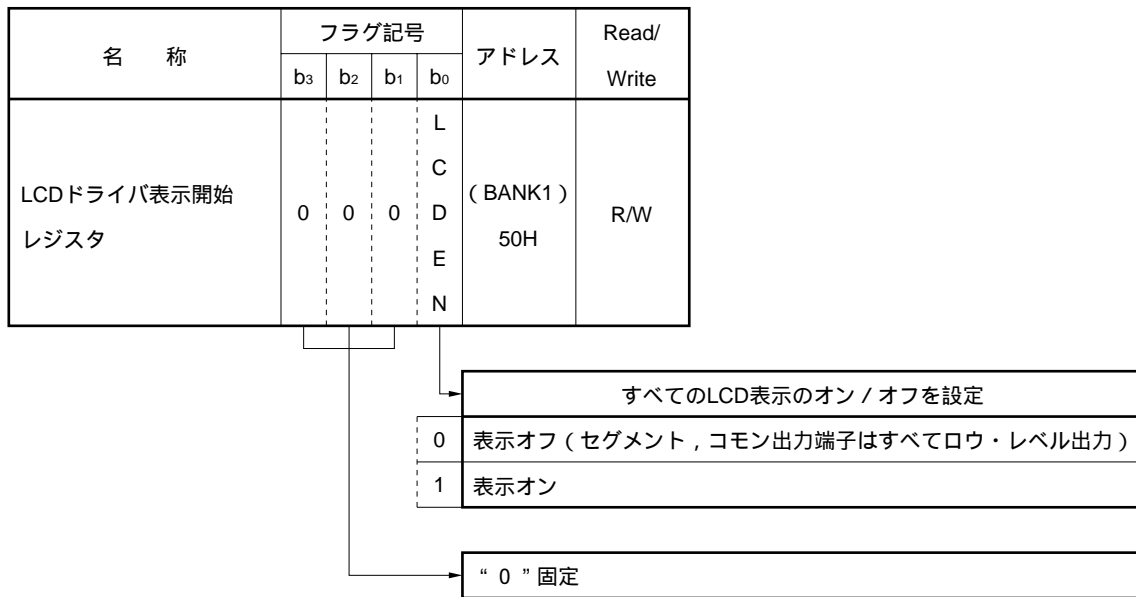 名　　称 フラグ記号 アドレス Read/
Write
b3 b2 b1 b0
LCDドライバ表示開始
レジスタ
0 0 0 L
C
D
E
N
（BANK1）
50H
R/W
すべてのLCD表示のオン / オフを設定
0 表示オフ（セグメント，コモン出力端子はすべてロウ・レベル出力）
1 表示オン
“ 0 ”固定